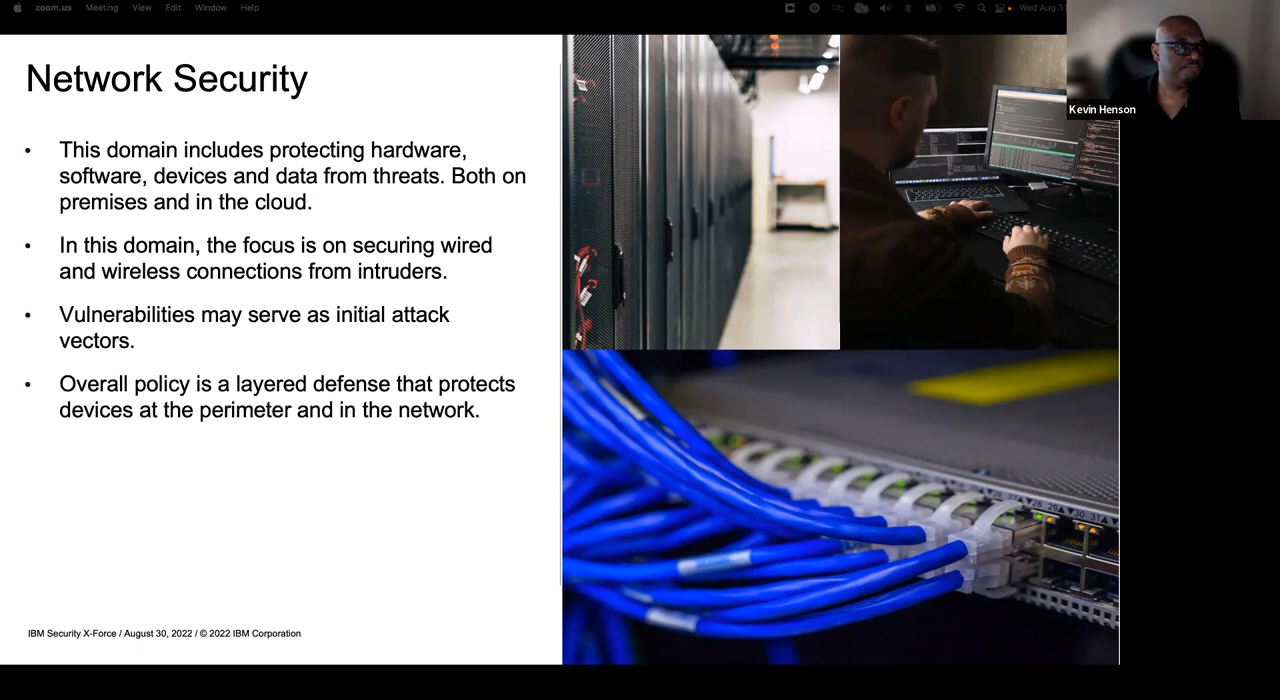 zoom.us Meeting View Edit Window Help
Wed Aug 31
Kevin Henson
Network Security
• This domain includes protecting hardware,
software, devices and data from threats. Both on
premises and in the cloud.
• In this domain, the focus is on securing wired
and wireless connections from intruders.
• Vulnerabilities may serve as initial attack
vectors.
• Overall policy is a layered defense that protects
devices at the perimeter and in the network.
IBM Security X-Force / August 30, 2022 / © 2022 IBM Corporation